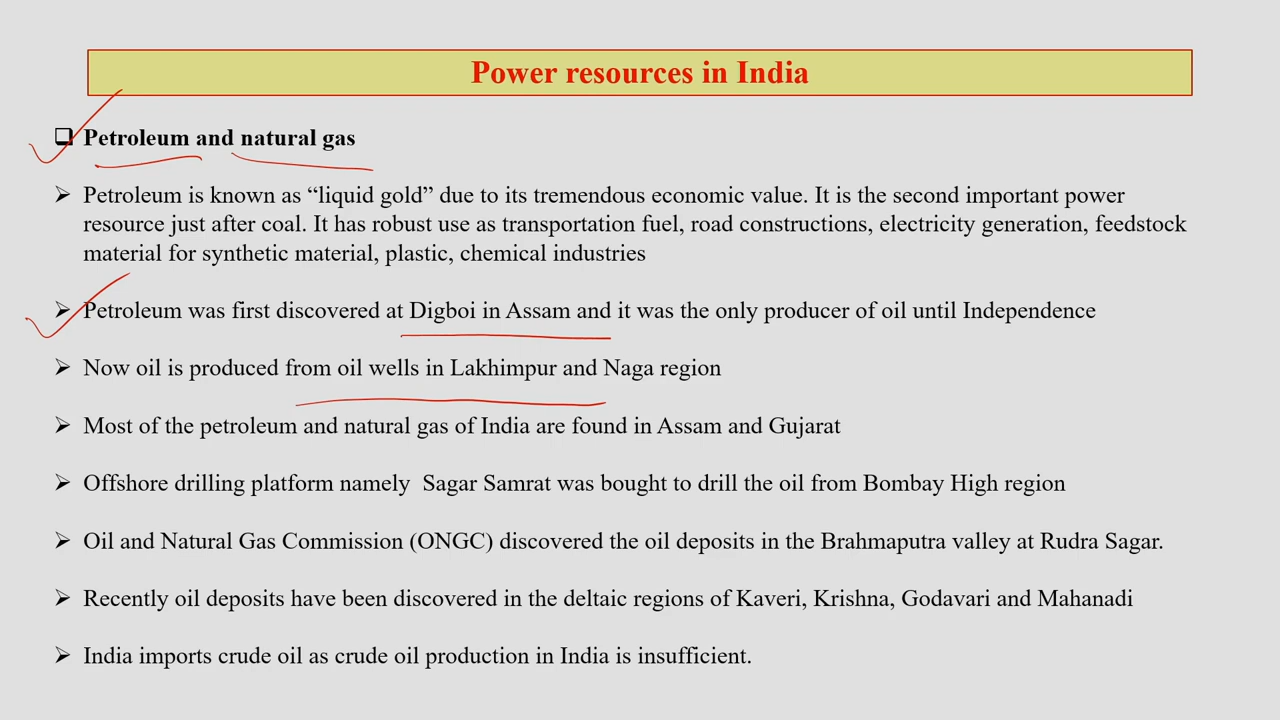 Power resources in India
❑ Petroleum and natural gas
➢ Petroleum is known as “liquid gold” due to its tremendous economic value. It is the second important power
resource just after coal. It has robust use as transportation fuel, road constructions, electricity generation, feedstock
material for synthetic material, plastic, chemical industries
➢ Petroleum was first discovered at Digboi in Assam and it was the only producer of oil until Independence
➢ Now oil is produced from oil wells in Lakhimpur and Naga region
➢ Most of the petroleum and natural gas of India are found in Assam and Gujarat
➢ Offshore drilling platform namely  Sagar Samrat was bought to drill the oil from Bombay High region
➢ Oil and Natural Gas Commission (ONGC) discovered the oil deposits in the Brahmaputra valley at Rudra Sagar.
➢ Recently oil deposits have been discovered in the deltaic regions of Kaveri, Krishna, Godavari and Mahanadi
➢ India imports crude oil as crude oil production in India is insufficient.